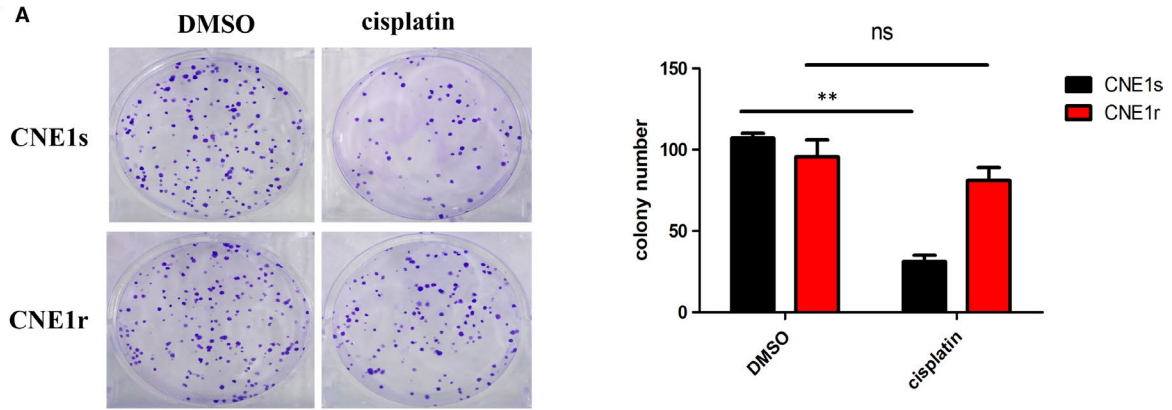 A
DMSO cisplatin
CNE1s
CNE1r
ns
**
150
100
50
0
colony number
DMSO
cisplatin
CNE1s
CNE1r